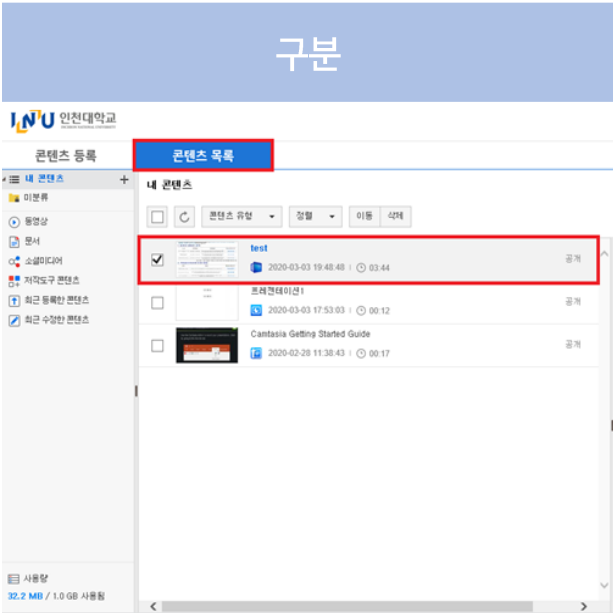 구분
INU 인천대학교
콘텐츠 등록
콘텐츠 목록
내 콘텐츠 +
미분류
동영상
문서
소셜미디어
저작도구 콘텐츠
최근 등록한 콘텐츠
최근 수정한 콘텐츠
내 콘텐츠
콘텐츠 유형 정렬 이동 삭제
test
2020-03-03 19:48:48 | 03:44
공개
프레젠테이션1
2020-03-03 17:53:03 | 00:12
공개
Camtasia Getting Started Guide
2020-02-28 11:38:43 | 00:17
공개
사용량
32.2 MB / 1.0 GB 사용됨